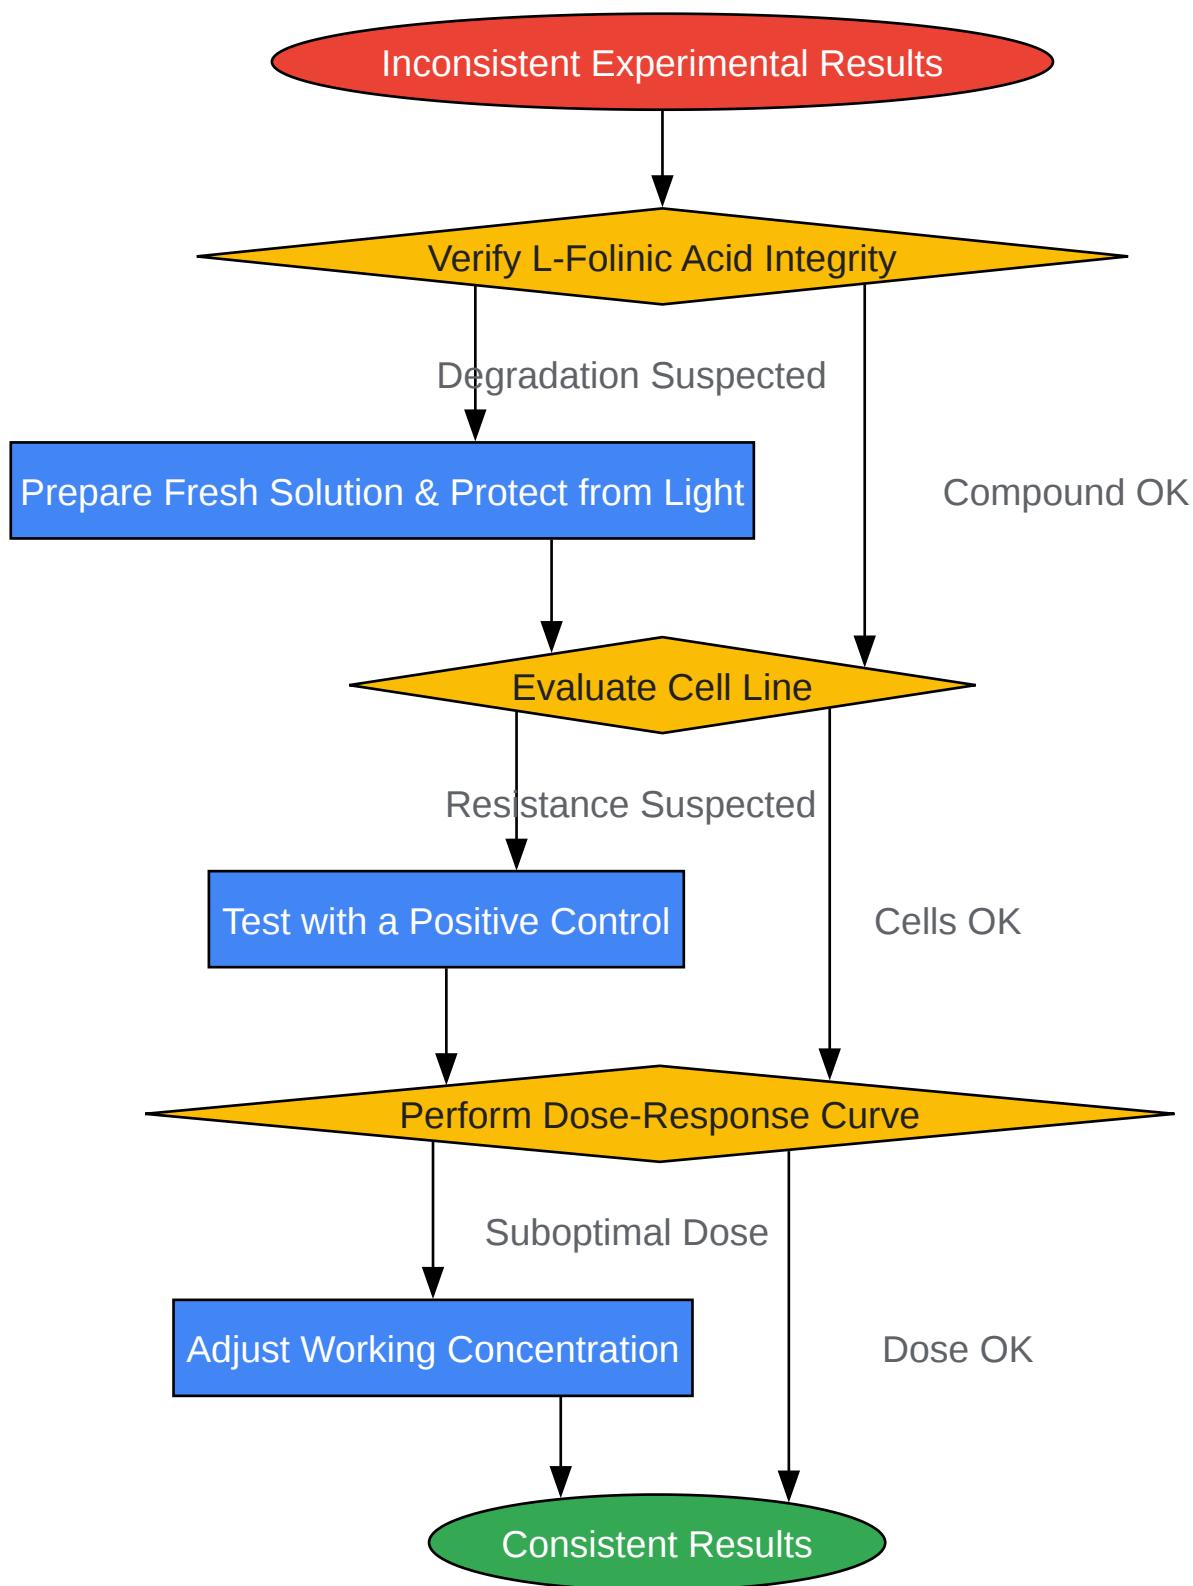 Inconsistent Experimental Results
Verify L-Folinic Acid Integrity
Degradation Suspected
Prepare Fresh Solution & Protect from Light
Compound OK
Evaluate Cell Line
Resistance Suspected
Test with a Positive Control
Cells OK
Perform Dose-Response Curve
Suboptimal Dose
Adjust Working Concentration
Dose OK
Consistent Results